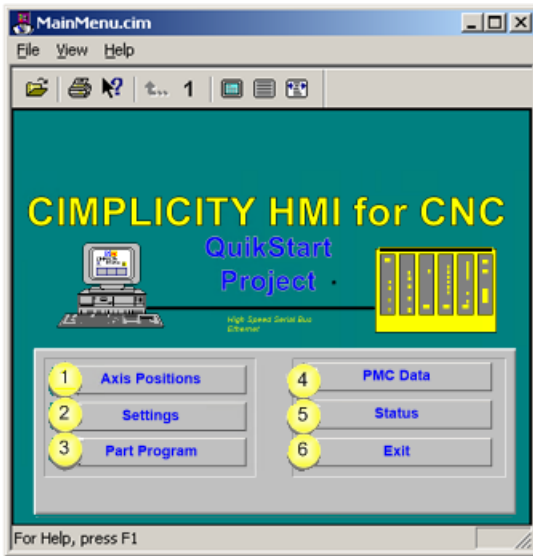 MainMenu.cim
File View Help
1
CIMPLICITY HMI for CNC
QuikStart
Project
High Speed Serial Bus
Ethernet
1 Axis Positions
2 Settings
3 Part Program
4 PMC Data
5 Status
6 Exit
For Help, press F1